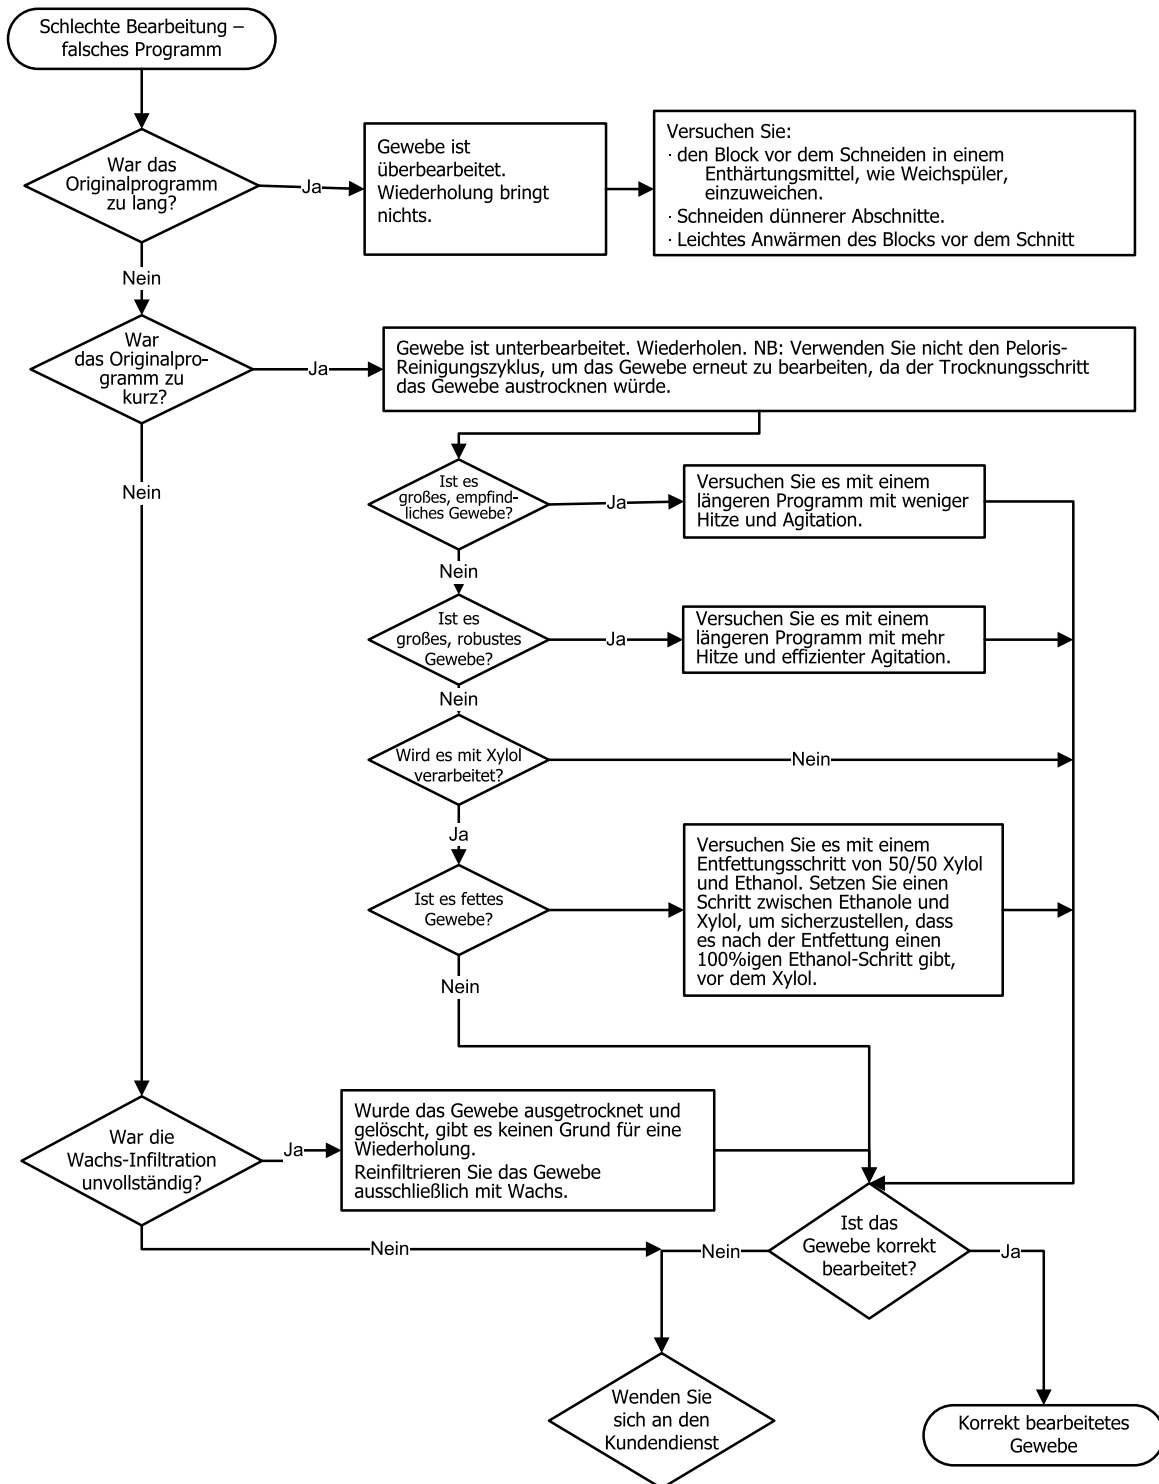 Schlechte Bearbeitung –
falsches Programm
War das
Originalprogramm
zu lang?
Ja
Gewebe ist
überbearbeitet.
Wiederholung bringt
nichts.
Versuchen Sie:
· den Block vor dem Schneiden in einem
Enthärtungsmittel, wie Weichspüler,
einzuweichen.
· Schneiden dünnerer Abschnitte.
· Leichtes Anwärmen des Blocks vor dem Schnitt
Nein
War
das Originalpro-
gramm zu
kurz?
Ja
Gewebe ist unterbearbeitet. Wiederholen. NB: Verwenden Sie nicht den Peloris-
Reinigungszyklus, um das Gewebe erneut zu bearbeiten, da der Trocknungsschritt
das Gewebe austrocknen würde.
Nein
Ist es
großes, empfind-
liches Gewebe?
Ja
Versuchen Sie es mit einem
längeren Programm mit weniger
Hitze und Agitation.
Nein
Ist es
großes, robustes
Gewebe?
Ja
Versuchen Sie es mit einem
längeren Programm mit mehr
Hitze und effizienter Agitation.
Nein
Wird es mit Xylol
verarbeitet?
Nein
Ja
Ist es fettes
Gewebe?
Versuchen Sie es mit einem
Entfettungsschritt von 50/50 Xylol
und Ethanol. Setzen Sie einen
Schritt zwischen Ethanole und
Xylol, um sicherzustellen, dass
es nach der Entfettung einen
100%igen Ethanol-Schritt gibt,
vor dem Xylol.
Nein
War die
Wachs-Infiltration
unvollständig?
Ja
Wurde das Gewebe ausgetrocknet und
gelöscht, gibt es keinen Grund für eine
Wiederholung.
Reinfiltrieren Sie das Gewebe
ausschließlich mit Wachs.
Nein
Ist das
Gewebe korrekt
bearbeitet?
Nein
Ja
Wenden Sie
sich an den
Kundendienst
Korrekt bearbeitetes
Gewebe